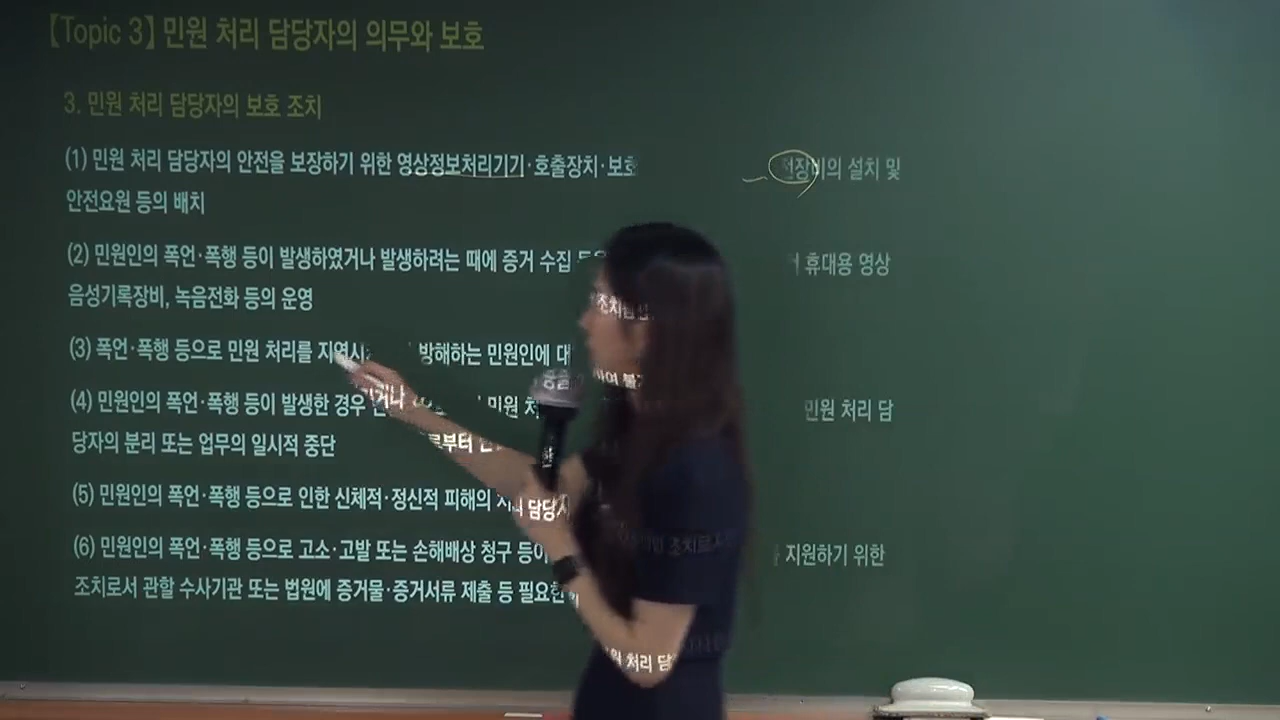 【Topic 3】 민원 처리 담당자의 의무와 보호
3. 민원 처리 담당자의 보호 조치
(1) 민원 처리 담당자의 안전을 보장하기 위한 영상정보처리기기·호출장치·보호 전장비의 설치 및
안전요원 등의 배치
(2) 민원인의 폭언·폭행 등이 발생하였거나 발생하려는 때에 증거 수집 휴대용 영상
음성기록장비, 녹음전화 등의 운영
(3) 폭언·폭행 등으로 민원 처리를 방해하는 민원인에
(4) 민원인의 폭언·폭행 등이 발생한 경우 민원 처리 담
당자의 분리 또는 업무의 일시적 중단
(5) 민원인의 폭언·폭행 등으로 인한 신체적·정신적 피해의
(6) 민원인의 폭언·폭행 등으로 고소·고발 또는 손해배상 청구 지원하기 위한
조치로서 관할 수사기관 또는 법원에 증거물·증거서류 제출 등